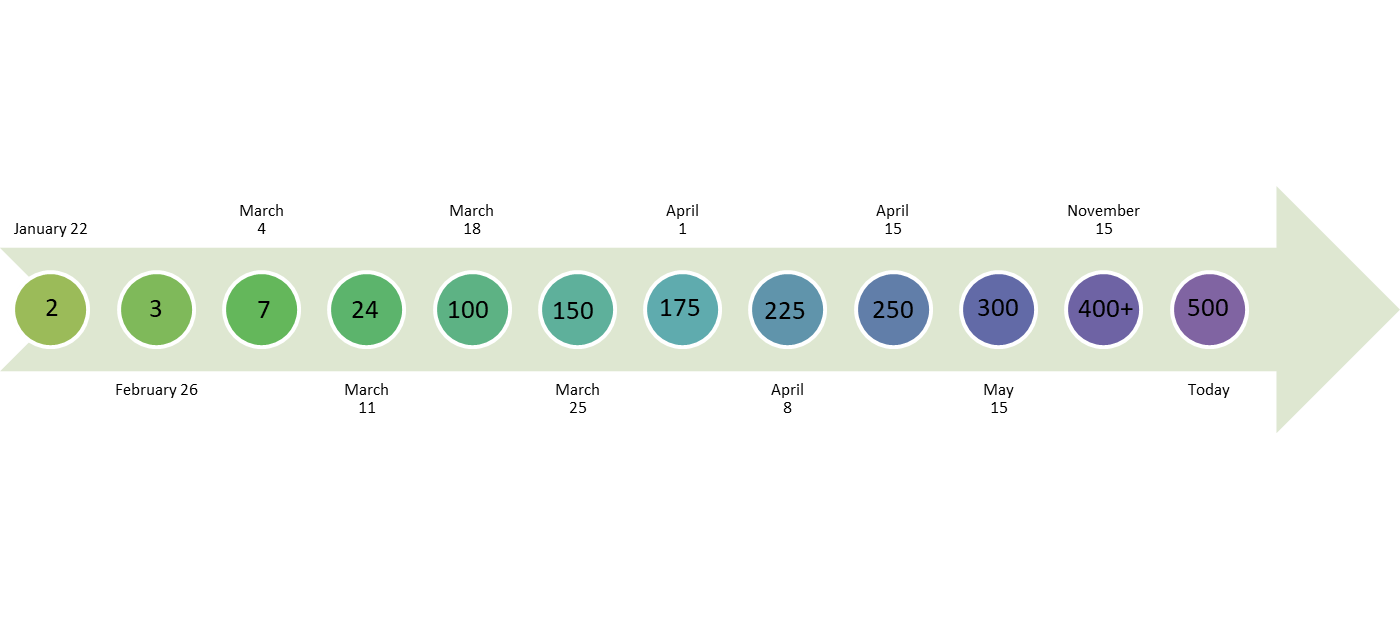 January 22
March
4
March
18
April
1
April
15
November
15
2
3
7
24
100
150
175
225
250
300
400+
500
February 26
March
11
March
25
April
8
May
15
Today